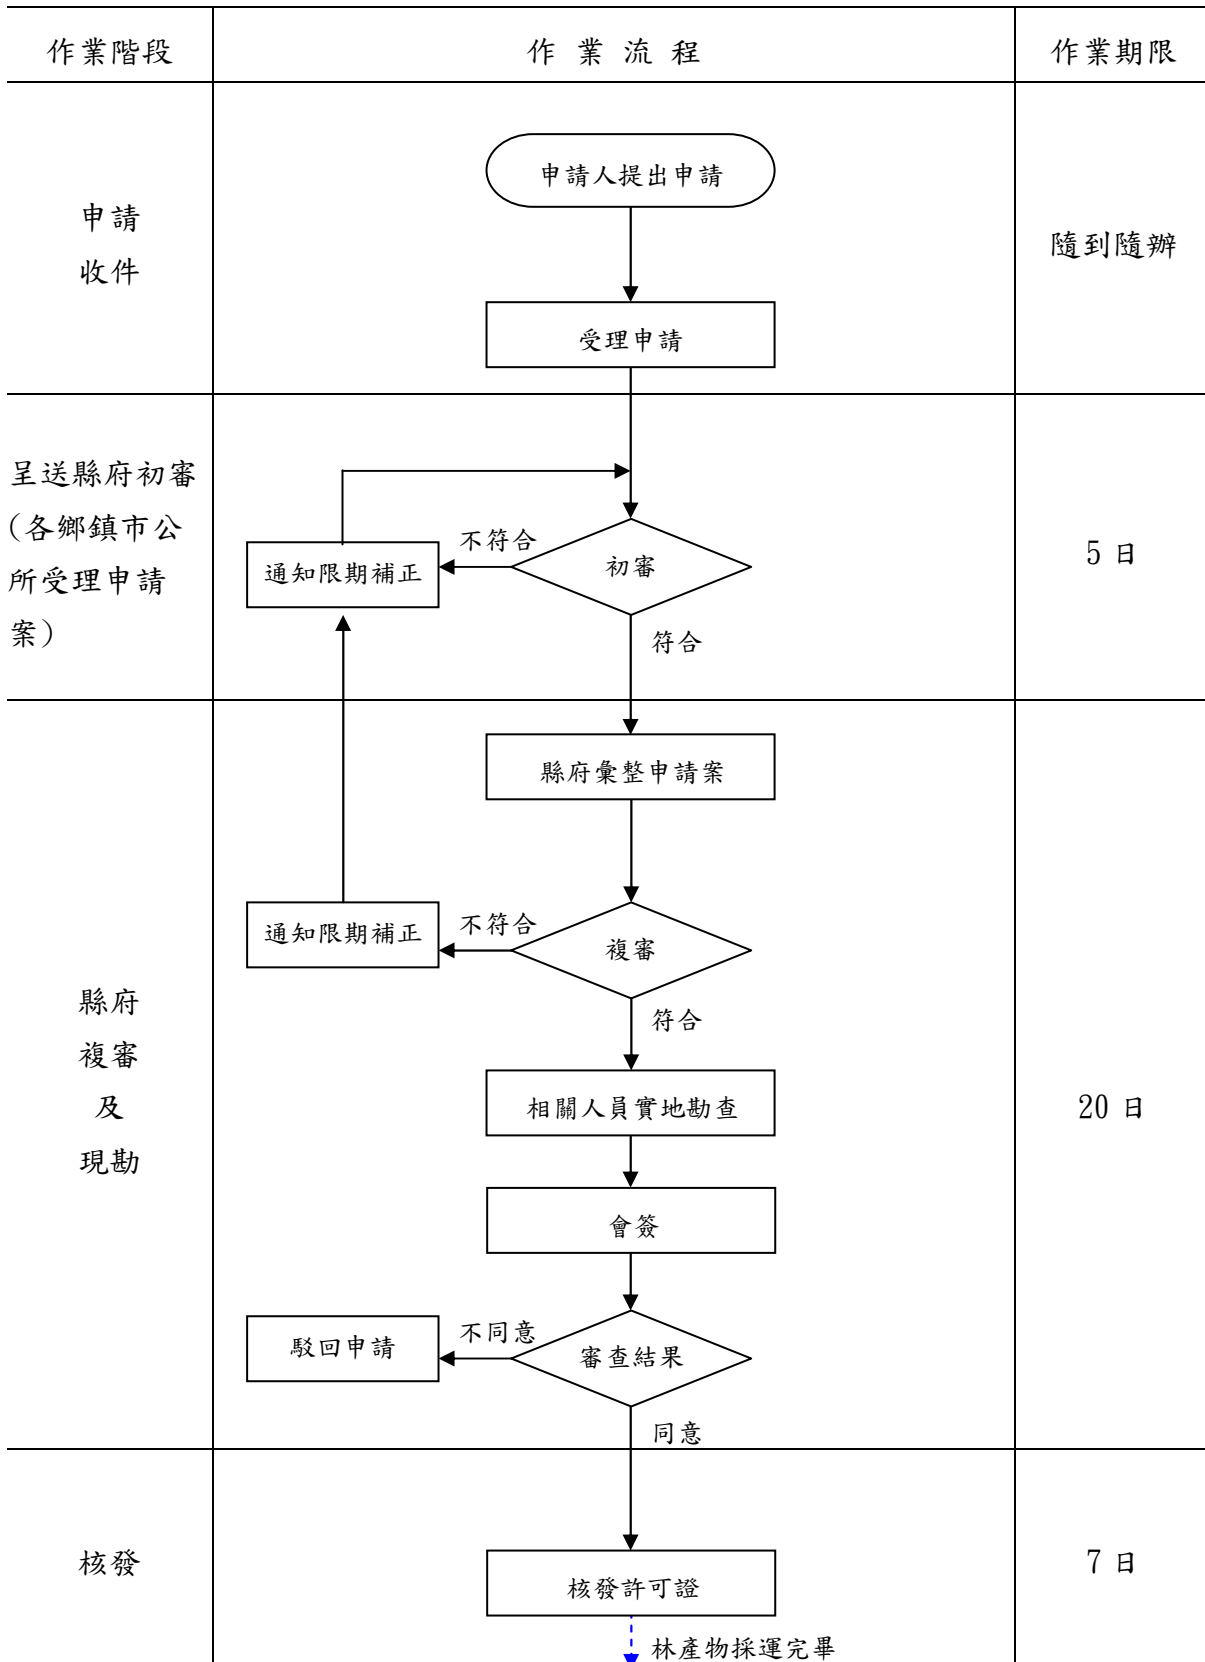 作業階段
作 業 流 程
作業期限
申請
收件
申請人提出申請
受理申請
隨到隨辦
呈送縣府初審
(各鄉鎮市公
所受理申請
案)
不符合
通知限期補正
初審
符合
5 日
縣府
複審
及
現勘
縣府彙整申請案
不符合
通知限期補正
複審
符合
相關人員實地勘查
會簽
不同意
駁回申請
審查結果
同意
20 日
核發
核發許可證
林產物採運完畢
7 日